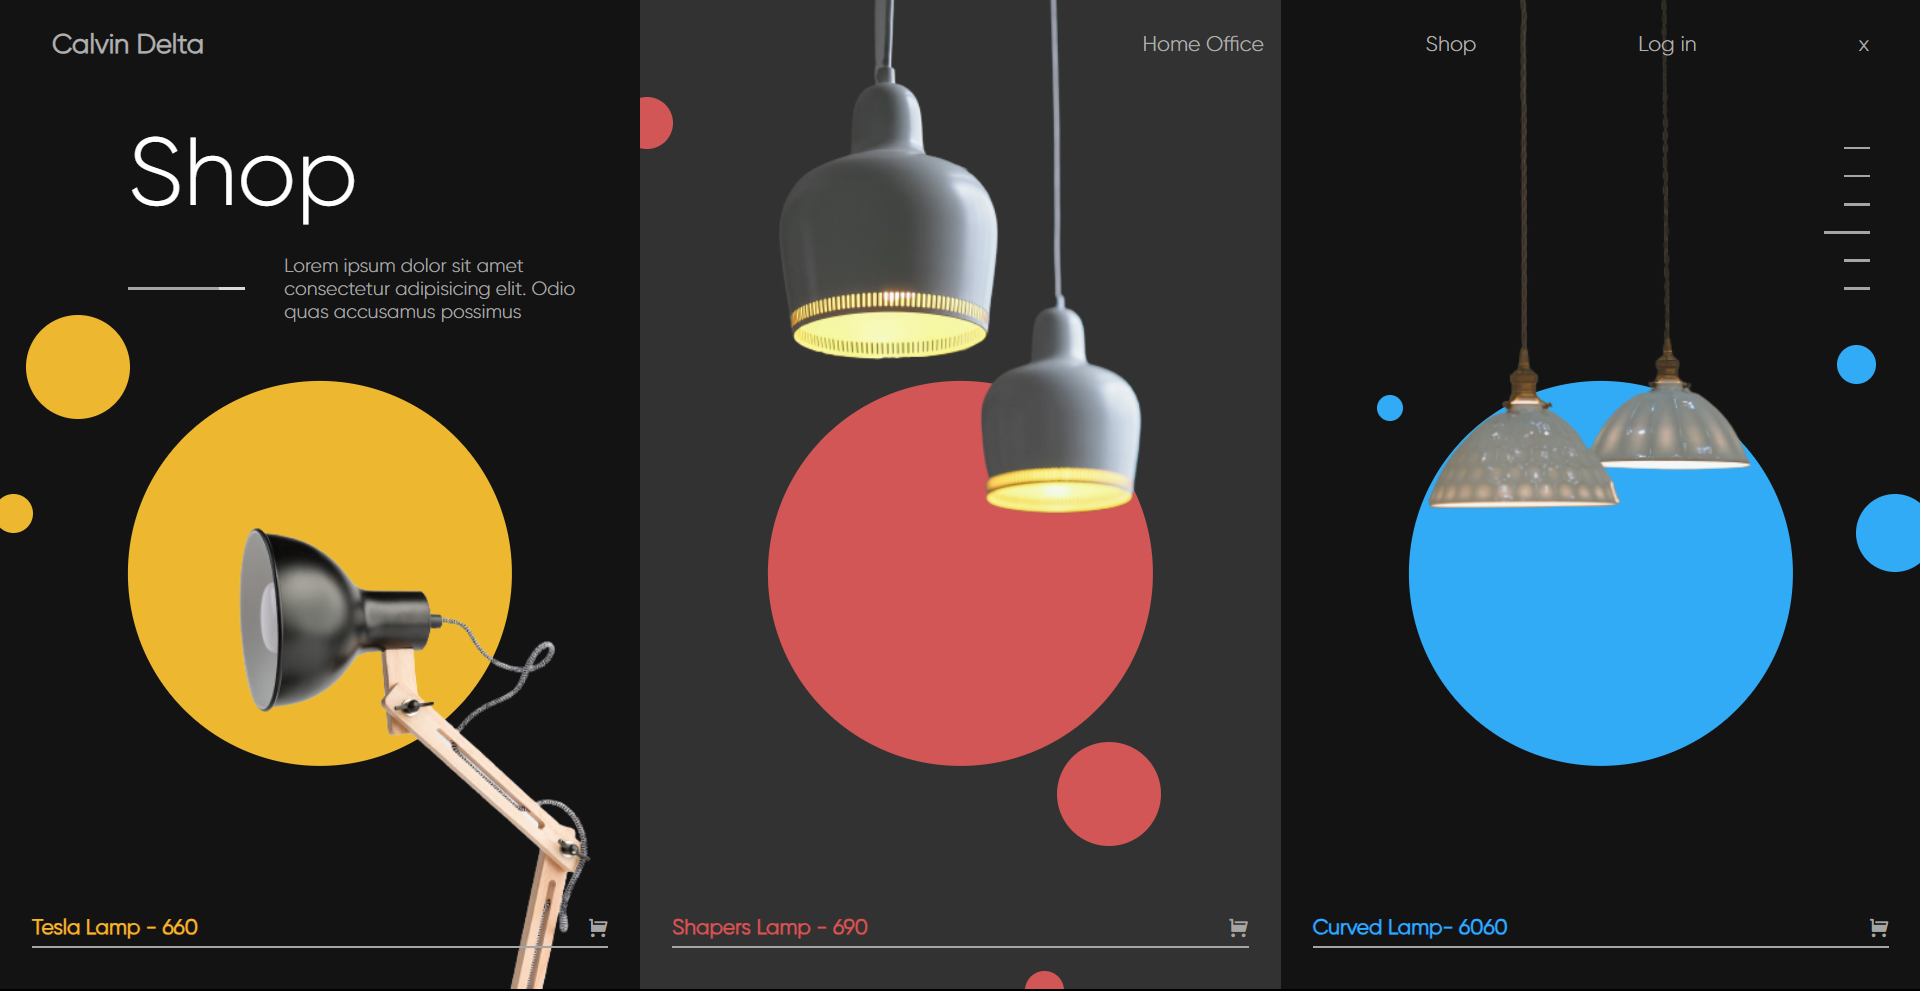 Calvin Delta
Home Office
Shop
Log in
x
Shop
Lorem ipsum dolor sit amet
consectetur adipisicing elit. Odio
quas accusamus possimus
Tesla Lamp - 660
Shapers Lamp - 690
Curved Lamp- 6060